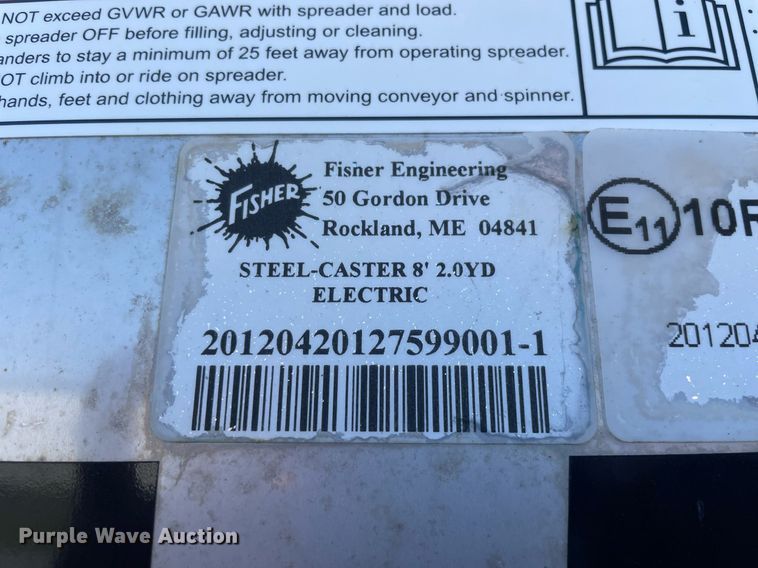 NOT exceed GVWR or GAWR with spreader and load.
spreader OFF before filling, adjusting or cleaning.
anders to stay a minimum of 25 feet away from operating spreader.
OT climb into or ride on spreader.
hands, feet and clothing away from moving conveyor and spinner.
i
FISHER
Fisher Engineering
50 Gordon Drive
Rockland, ME 04841
STEEL-CASTER 8' 2.0YD
ELECTRIC
20120420127599001-1
E11 10R
201204
Purple Wave Auction